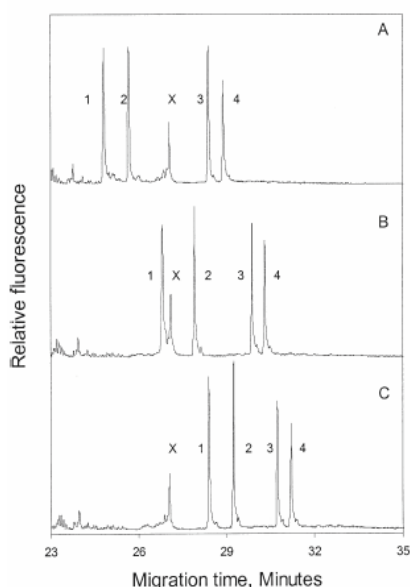 A
1 2 X 3 4
B
1 X 2 3 4
C
X 1 2 3 4
23 26 29 32 35
Migration time, Minutes
Relative fluorescence